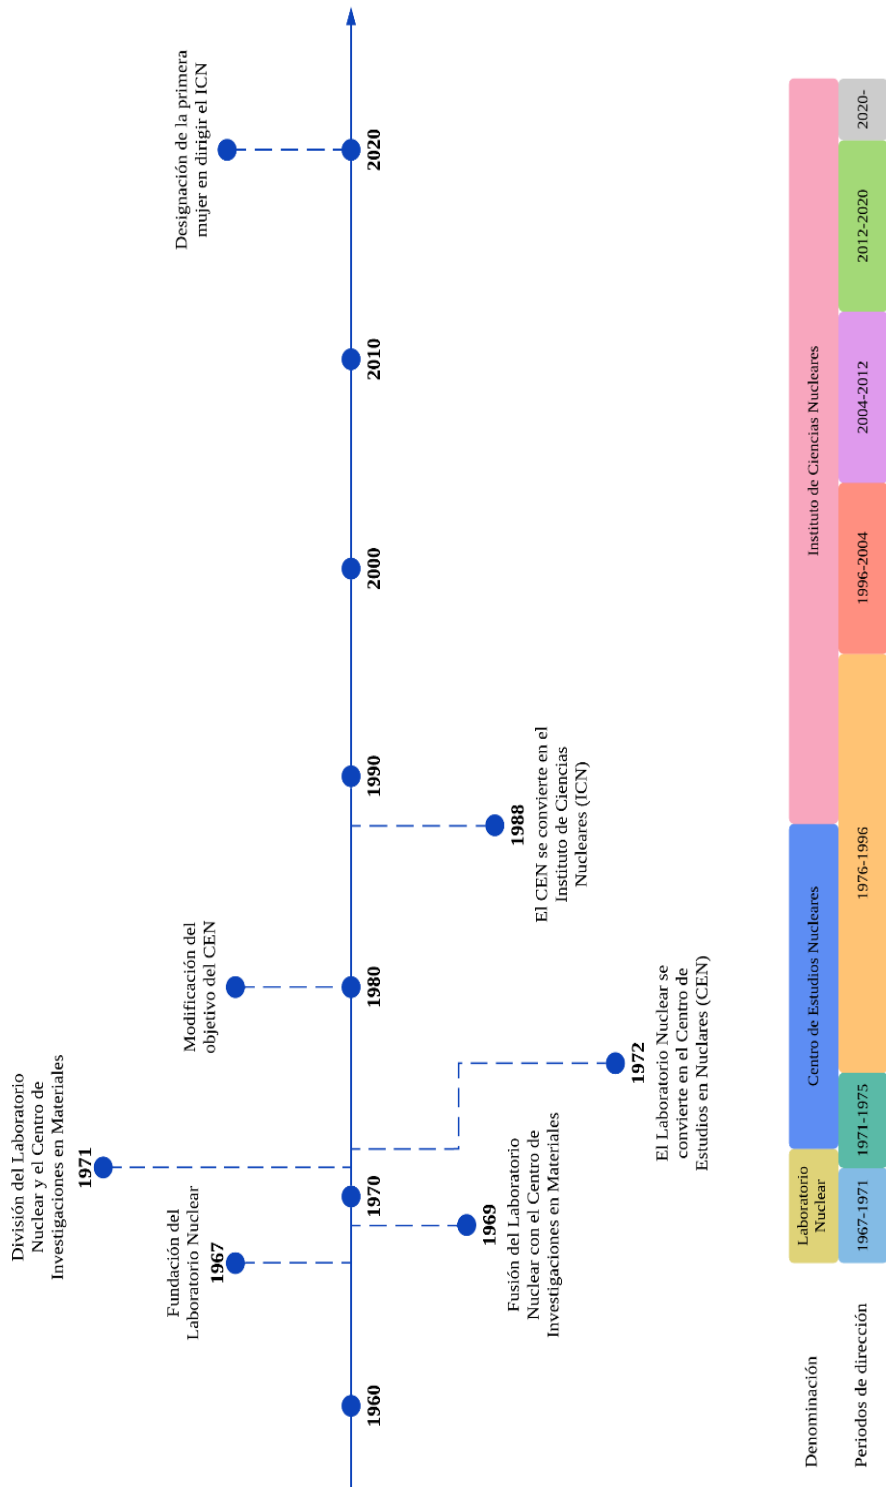 División del Laboratorio
Nuclear y el Centro de
Investigaciones en Materiales
1971
Fundación del
Laboratorio Nuclear
1967
Modificación del
objetivo del CEN
Designación de la primera
mujer en dirigir el ICN
1960
1970
1980
1990
2000
2010
2020
1969
Fusión del Laboratorio
Nuclear con el Centro de
Investigaciones en Materiales
1988
El CEN se convierte en el
Instituto de Ciencias
Nucleares (ICN)
1972
El Laboratorio Nuclear se
convierte en el Centro de
Estudios en Nuclares (CEN)
Denominación
Laboratorio
Nuclear
Centro de Estudios Nucleares
Instituto de Ciencias Nucleares
Periodos de dirección
1967-1971
1971-1975
1976-1996
1996-2004
2004-2012
2012-2020
2020-